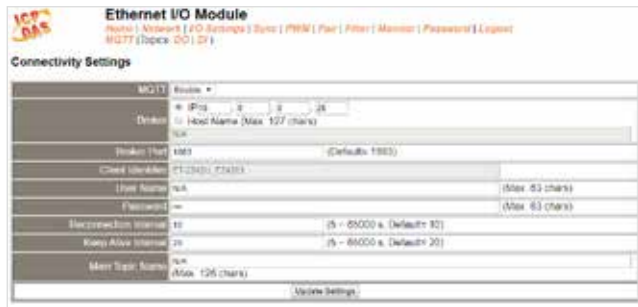 ICP DAS
Ethernet I/O Module
Home | Network | I/O Settings | Sync | PWM | Pair | Filter | Monitor | Password | Logout
MQTT (Topics: DO | DI )
Connectivity Settings
MQTT
Broker
Host Name (Max. 127 chars)
N/A
Broker Port 1883 (Default= 1883)
Client Identifier
User Name N/A (Max. 63 chars)
Password (Max. 63 chars)
Reconnection Interval 10 (5 ~ 65000 s, Default= 10)
Keep Alive Interval 20 (5 ~ 65000 s, Default= 20)
Main Topic Name N/A
(Max. 126 chars)
Update Settings